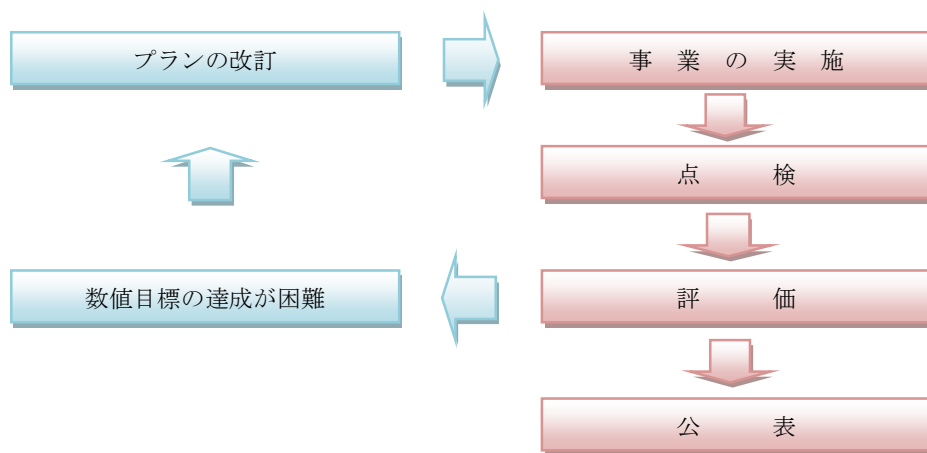 プランの改訂
事 業 の 実 施
点 検
数値目標の達成が困難
評 価
公 表